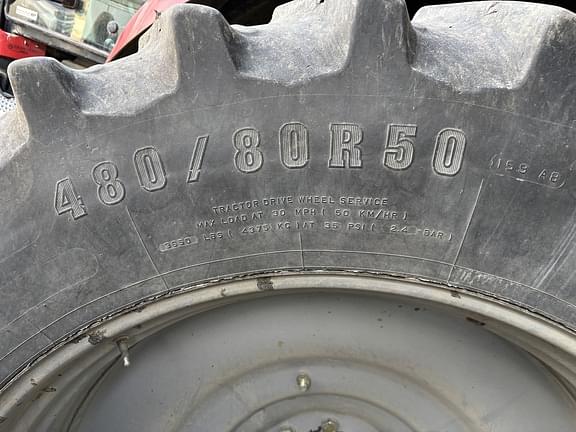 480/80R50
159 A8
TRACTOR DRIVE WHEEL SERVICE
MAX LOAD AT 30 MPH ( 50 KM/HR )
LBS ( 4375 KG ) AT 35 PSI ( 2.4 BAR )